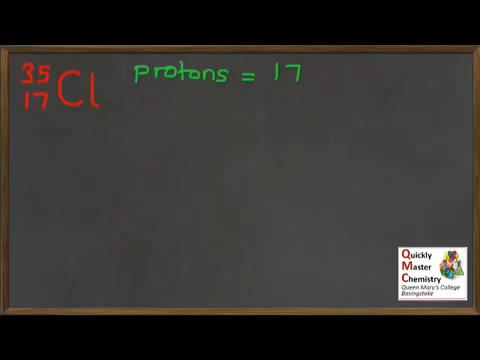 35
17 Cl
protons = 17
Quickly
Master
Chemistry
Queen Mary's College
Basingstoke